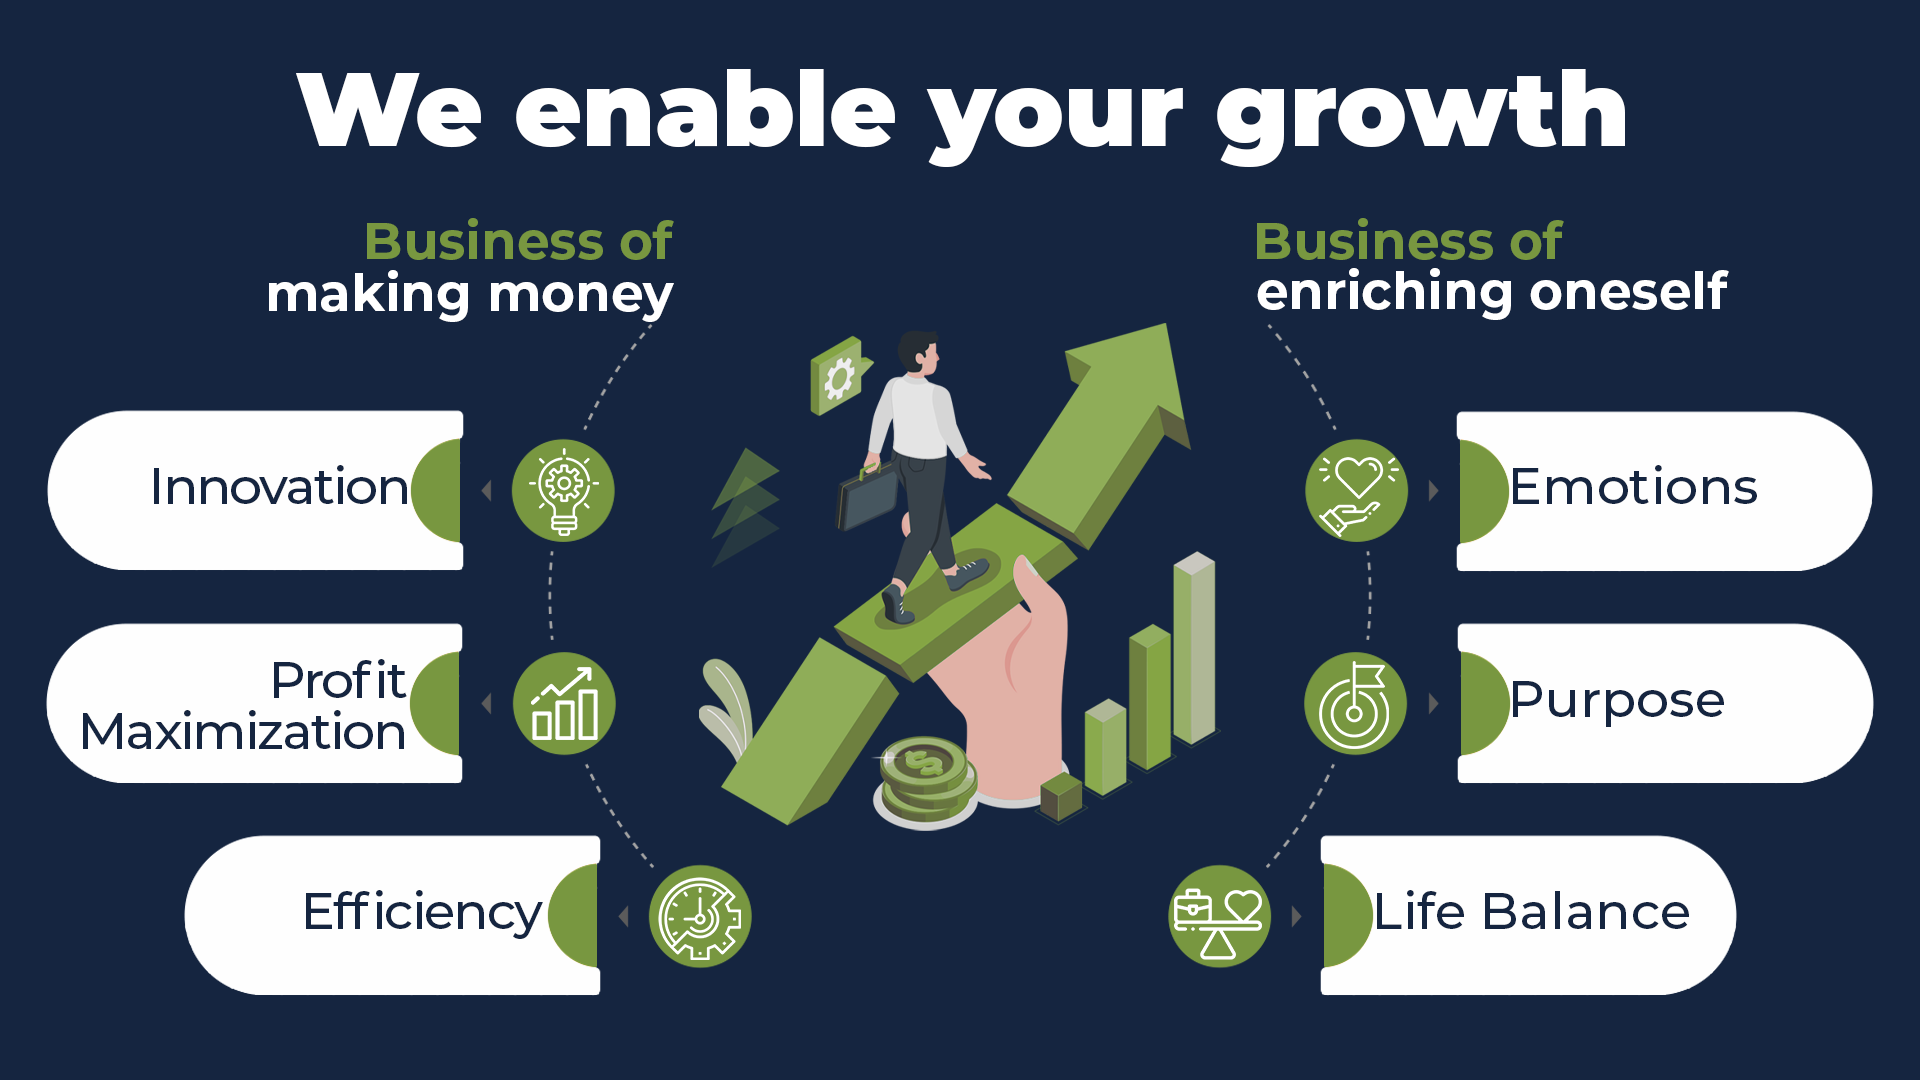 We enable your growth
Business of
making money
Innovation
Profit
Maximization
Efficiency
Business of
enriching oneself
Emotions
Purpose
Life Balance